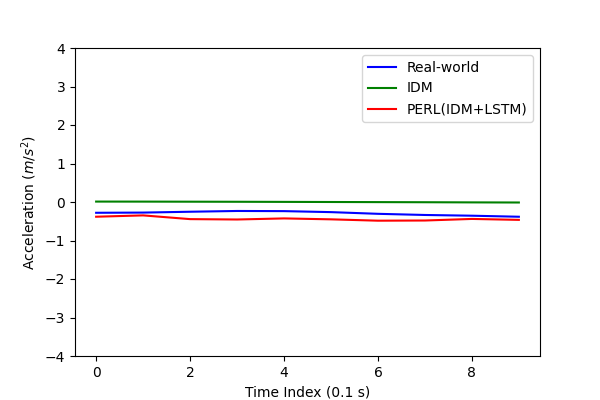 4
3
2
1
0
−1
−2
−3
−4
Acceleration (m/s²)
Real-world
IDM
PERL(IDM+LSTM)
0 2 4 6 8
Time Index (0.1 s)